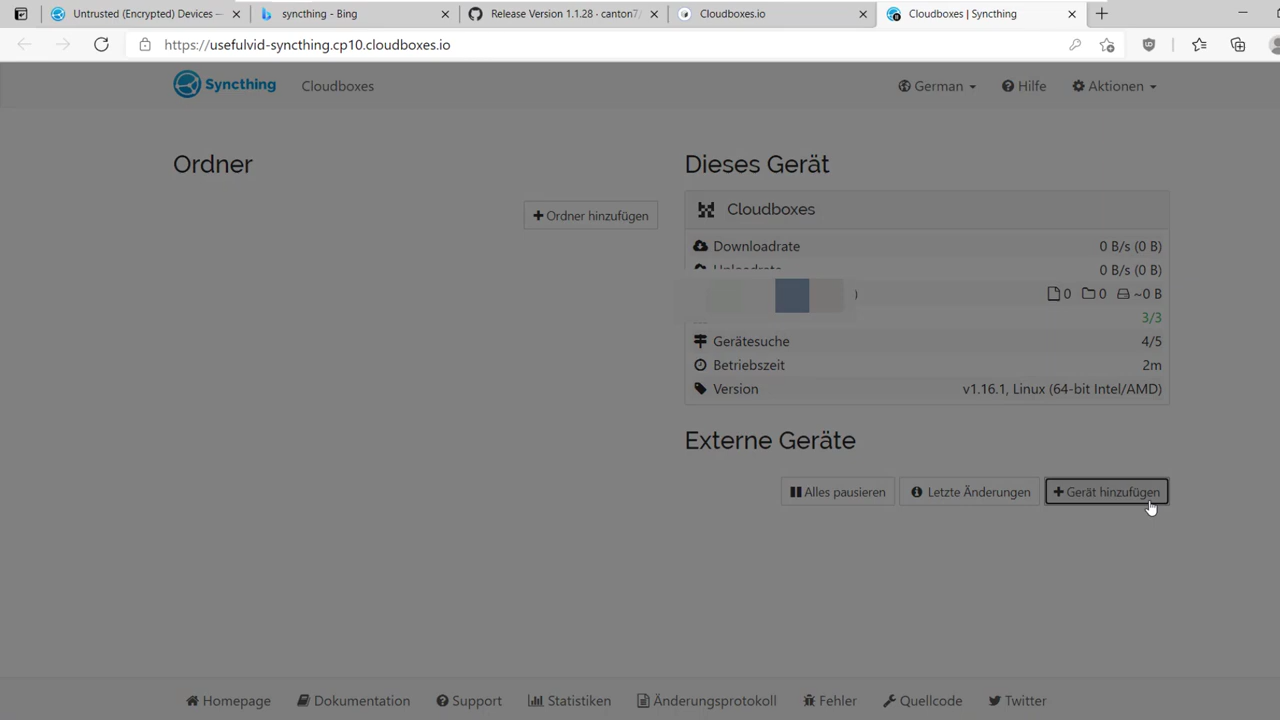 Untrusted (Encrypted) Devices —
syncthing - Bing
Release Version 1.1.28 · canton7/
Cloudboxes.io
Cloudboxes | Syncthing
https://usefulvid-syncthing.cp10.cloudboxes.io
Syncthing
Cloudboxes
German
Hilfe
Aktionen
Ordner
Ordner hinzufügen
Dieses Gerät
Cloudboxes
Downloadrate 0 B/s (0 B)
Uploadrate 0 B/s (0 B)
) 0 0 ~0 B
3/3
Gerätesuche 4/5
Betriebszeit 2m
Version v1.16.1, Linux (64-bit Intel/AMD)
Externe Geräte
Alles pausieren
Letzte Änderungen
Gerät hinzufügen
Homepage
Dokumentation
Support
Statistiken
Änderungsprotokoll
Fehler
Quellcode
Twitter